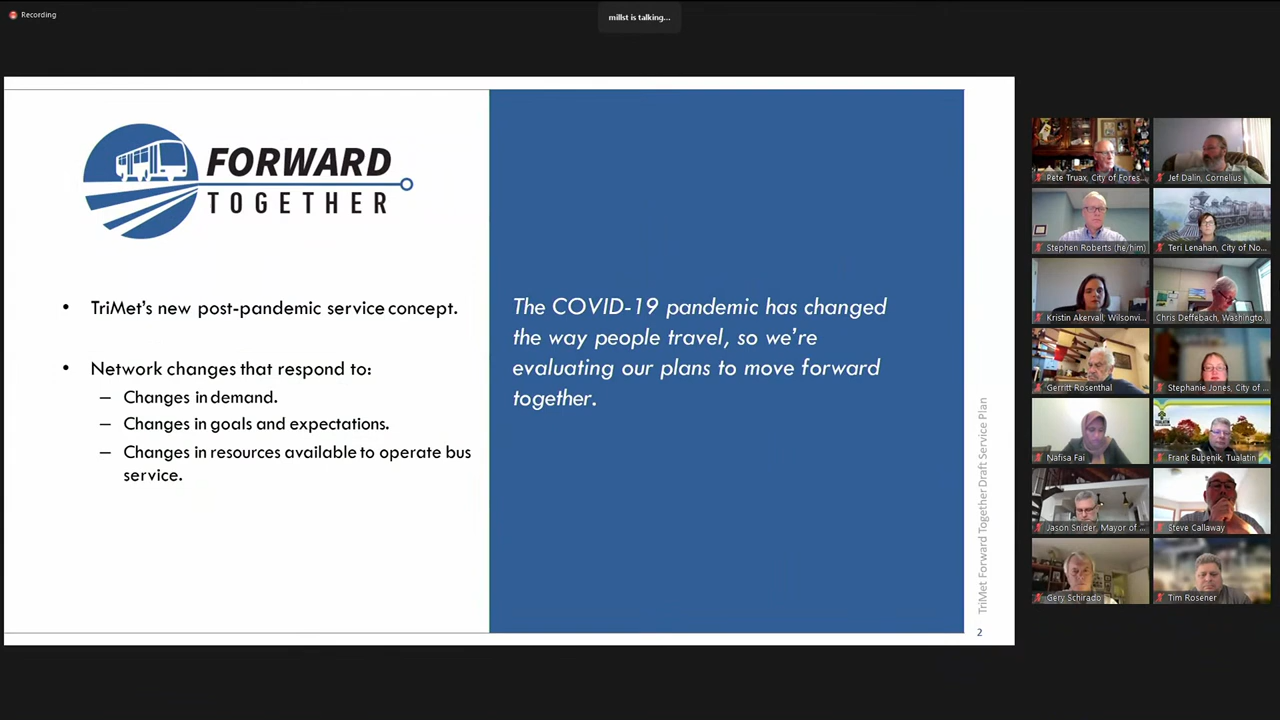 Recording
millst is talking...
FORWARD
TOGETHER
• TriMet's new post-pandemic service concept.
• Network changes that respond to:
– Changes in demand.
– Changes in goals and expectations.
– Changes in resources available to operate bus
service.
The COVID-19 pandemic has changed
the way people travel, so we're
evaluating our plans to move forward
together.
TriMet Forward Together Draft Service Plan
2
Pete Truax, City of Fores...
Jef Dalin, Cornelius
Stephen Roberts (he/him)
Teri Lenahan, City of No...
Kristin Akervall, Wilsonvi...
Chris Deffebach, Washingto...
Gerritt Rosenthal
Stephanie Jones, City of ...
Nafisa Fai
Frank Bubenik, Tualatin
Jason Snider, Mayor of ...
Steve Callaway
Gery Schirado
Tim Rosener